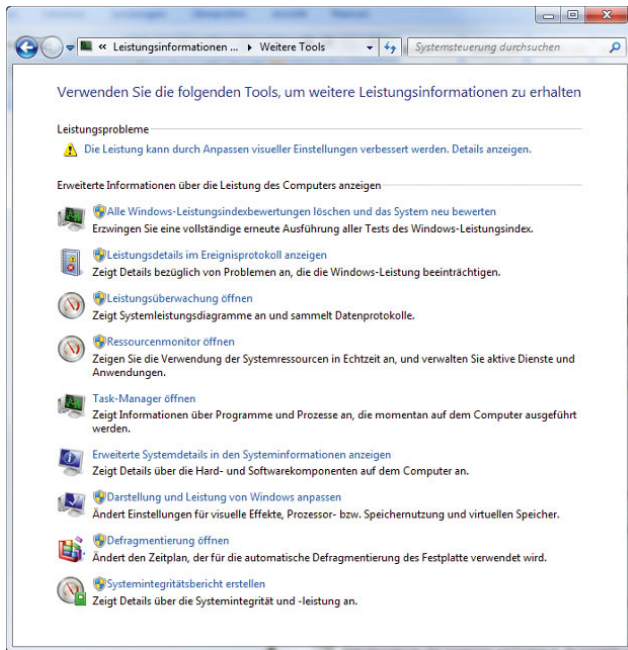 « Leistungsinformationen ... Weitere Tools
Systemsteuerung durchsuchen
Verwenden Sie die folgenden Tools, um weitere Leistungsinformationen zu erhalten
Leistungsprobleme
Die Leistung kann durch Anpassen visueller Einstellungen verbessert werden. Details anzeigen.
Erweiterte Informationen über die Leistung des Computers anzeigen
Alle Windows-Leistungsindexbewertungen löschen und das System neu bewerten
Erzwingen Sie eine vollständige erneute Ausführung aller Tests des Windows-Leistungsindex.
Leistungsdetails im Ereignisprotokoll anzeigen
Zeigt Details bezüglich von Problemen an, die die Windows-Leistung beeinträchtigen.
Leistungsüberwachung öffnen
Zeigt Systemleistungsdiagramme an und sammelt Datenprotokolle.
Ressourcenmonitor öffnen
Zeigen Sie die Verwendung der Systemressourcen in Echtzeit an, und verwalten Sie aktive Dienste und
Anwendungen.
Task-Manager öffnen
Zeigt Informationen über Programme und Prozesse an, die momentan auf dem Computer ausgeführt
werden.
Erweiterte Systemdetails in den Systeminformationen anzeigen
Zeigt Details über die Hard- und Softwarekomponenten auf dem Computer an.
Darstellung und Leistung von Windows anpassen
Ändert Einstellungen für visuelle Effekte, Prozessor- bzw. Speichernutzung und virtuellen Speicher.
Defragmentierung öffnen
Ändert den Zeitplan, der für die automatische Defragmentierung des Festplatte verwendet wird.
Systemintegritätsbericht erstellen
Zeigt Details über die Systemintegrität und -leistung an.